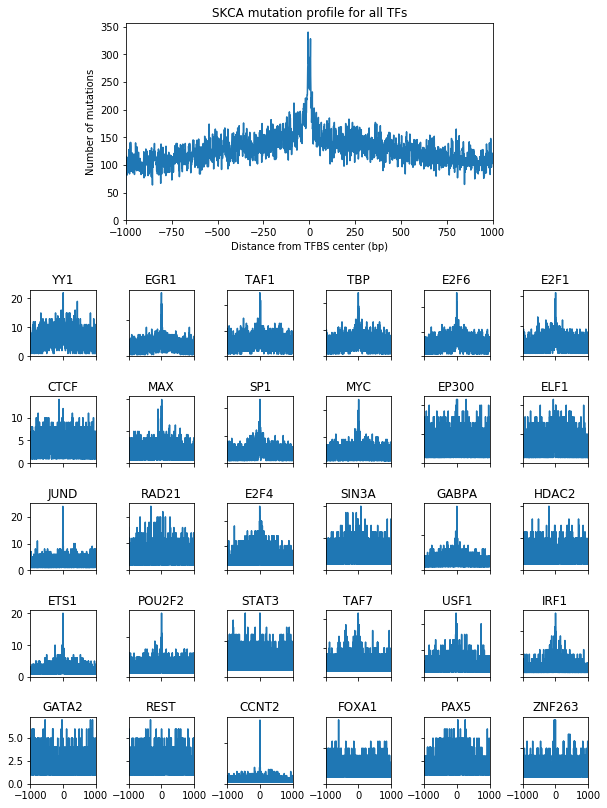 SKCA mutation profile for all TFs
350
300
250
200
150
100
50
0
Number of mutations
−1000 −750 −500 −250 0 250 500 750 1000
Distance from TFBS center (bp)
YY1 EGR1 TAF1 TBP E2F6 E2F1
20
10
0
CTCF MAX SP1 MYC EP300 ELF1
10
5
0
JUND RAD21 E2F4 SIN3A GABPA HDAC2
20
10
0
ETS1 POU2F2 STAT3 TAF7 USF1 IRF1
20
10
0
GATA2 REST CCNT2 FOXA1 PAX5 ZNF263
5.0
2.5
0.0
−1000 0 1000 −1000 0 1000 −1000 0 1000 −1000 0 1000 −1000 0 1000 −1000 0 1000